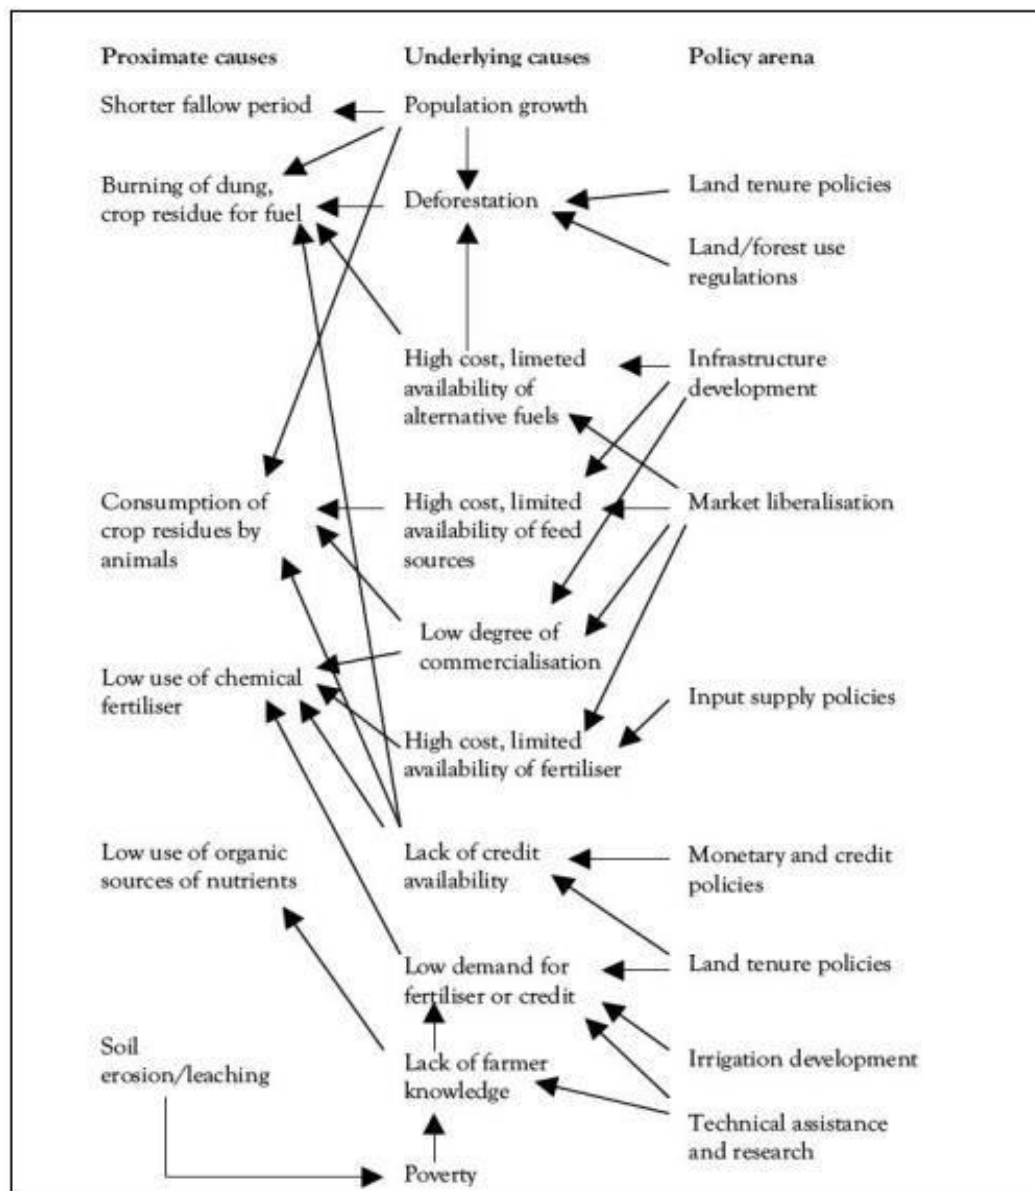 Proximate causes
Underlying causes
Policy arena
Shorter fallow period
Population growth
Burning of dung,
crop residue for fuel
Deforestation
Land tenure policies
Land/forest use
regulations
High cost, limeted
availability of
alternative fuels
Infrastructure
development
Consumption of
crop residues by
animals
High cost, limited
availability of feed
sources
Market liberalisation
Low degree of
commercialisation
Low use of chemical
fertiliser
Input supply policies
High cost, limited
availability of fertiliser
Low use of organic
sources of nutrients
Lack of credit
availability
Monetary and credit
policies
Low demand for
fertiliser or credit
Land tenure policies
Soil
erosion/leaching
Lack of farmer
knowledge
Irrigation development
Technical assistance
and research
Poverty